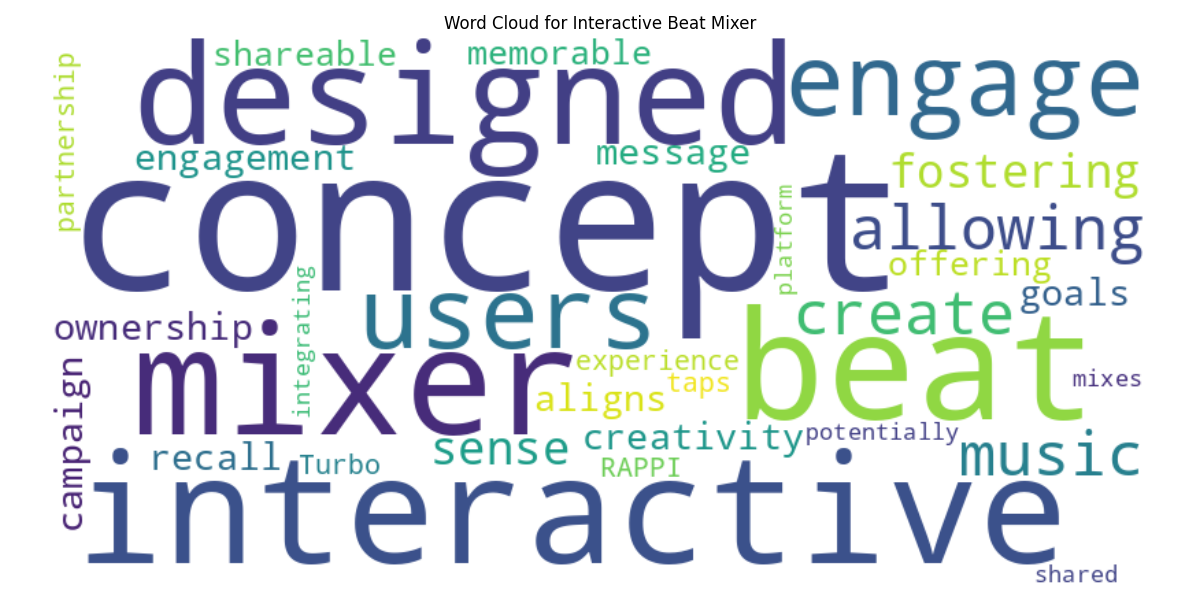 Word Cloud for Interactive Beat Mixer
shareable
memorable
designed
engage
partnership
engagement
message
fostering
concept
platform
allowing
offering
integrating
users
create
goals
ownership
mixer
beat
experience
taps
mixes
campaign
aligns
recall
Turbo
sense
creativity
potentially
RAPPI
music
interactive
shared